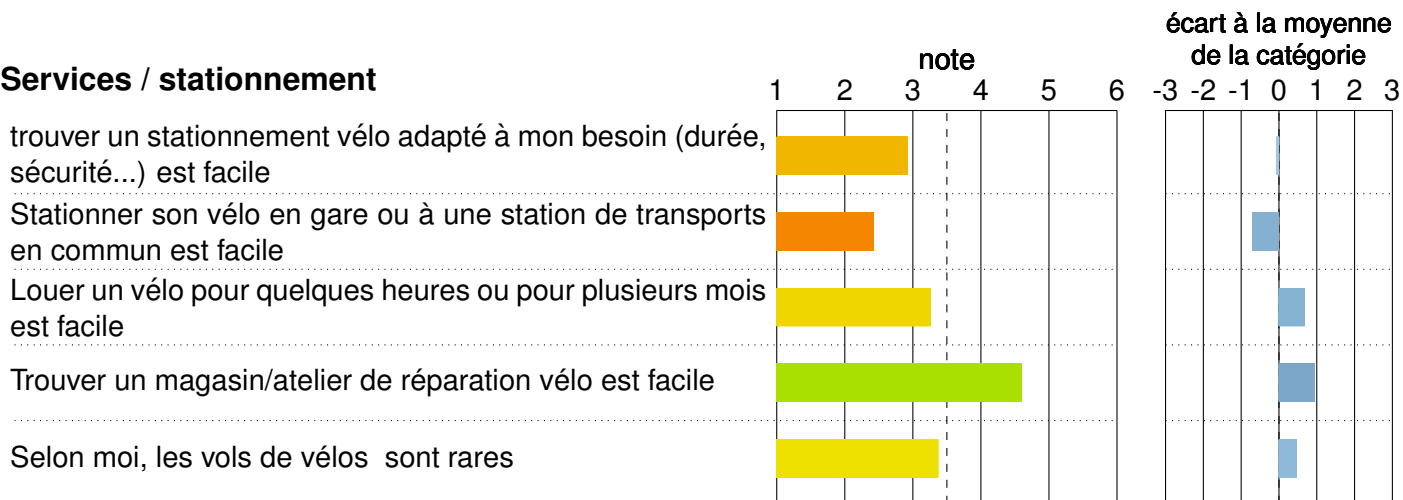 écart à la moyenne
note de la catégorie
Services / stationnement
1 2 3 4 5 6 -3 -2 -1 0 1 2 3
trouver un stationnement vélo adapté à mon besoin (durée,
sécurité...) est facile
Stationner son vélo en gare ou à une station de transports
en commun est facile
Louer un vélo pour quelques heures ou pour plusieurs mois
est facile
Trouver un magasin/atelier de réparation vélo est facile
Selon moi, les vols de vélos sont rares